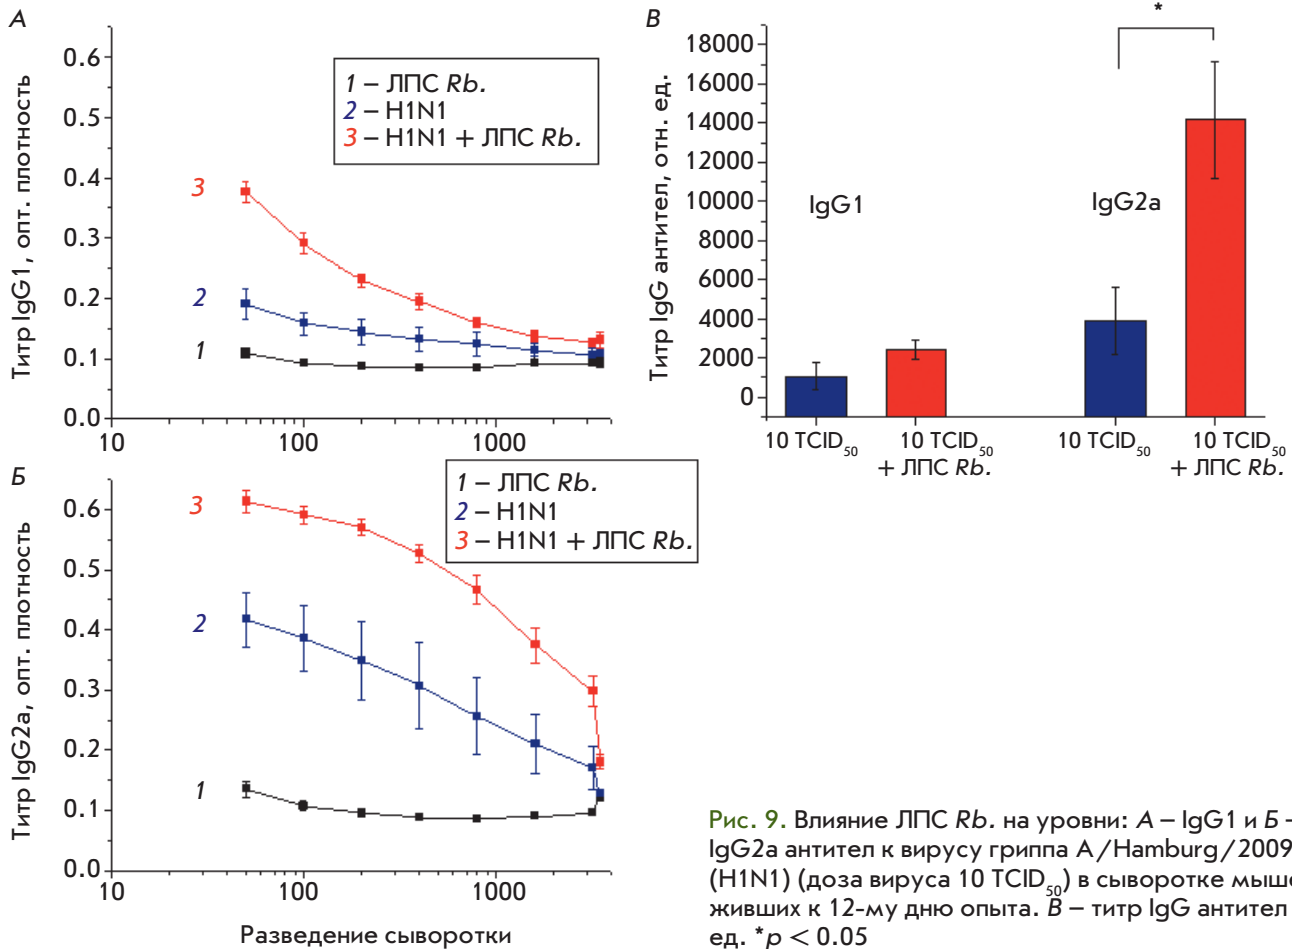 А
Титр IgG1, опт. плотность
0.6
0.5
0.4
0.3
0.2
0.1
0.0
10
100
1000
1 – ЛПС Rb.
2 – H1N1
3 – H1N1 + ЛПС Rb.
3
2
1
Б
Титр IgG2a, опт. плотность
0.6
0.5
0.4
0.3
0.2
0.1
0.0
10
100
1000
1 – ЛПС Rb.
2 – H1N1
3 – H1N1 + ЛПС Rb.
3
2
1
Разведение сыворотки
В
Титр IgG антител, отн. ед.
18000
16000
14000
12000
10000
8000
6000
4000
2000
0
IgG1
IgG2a
*
10 TCID₅₀
10 TCID₅₀
+ ЛПС Rb.
10 TCID₅₀
10 TCID₅₀
+ ЛПС Rb.
Рис. 9. Влияние ЛПС Rb. на уровни: А – IgG1 и Б –
IgG2a антител к вирусу гриппа A/Hamburg/2009
(H1N1) (доза вируса 10 TCID₅₀) в сыворотке мыше
живших к 12-му дню опыта. В – титр IgG антител
ед. *p < 0.05